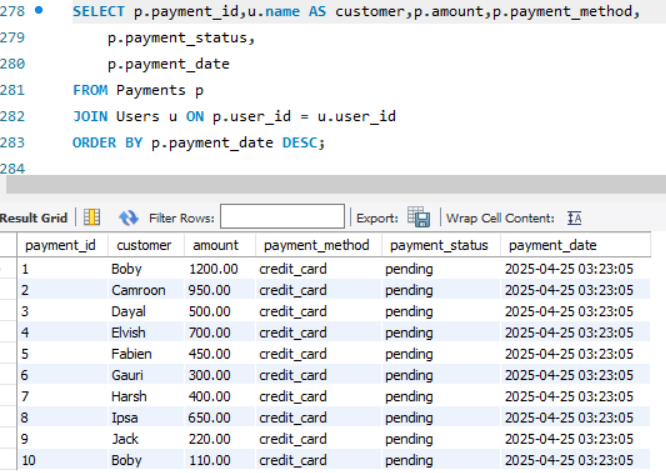 278 SELECT p.payment_id,u.name AS customer,p.amount,p.payment_method,
279 p.payment_status,
280 p.payment_date
281 FROM Payments p
282 JOIN Users u ON p.user_id = u.user_id
283 ORDER BY p.payment_date DESC;
284
Result Grid Filter Rows: Export: Wrap Cell Content:
payment_id customer amount payment_method payment_status payment_date
1 Boby 1200.00 credit_card pending 2025-04-25 03:23:05
2 Camroon 950.00 credit_card pending 2025-04-25 03:23:05
3 Dayal 500.00 credit_card pending 2025-04-25 03:23:05
4 Elvish 700.00 credit_card pending 2025-04-25 03:23:05
5 Fabien 450.00 credit_card pending 2025-04-25 03:23:05
6 Gauri 300.00 credit_card pending 2025-04-25 03:23:05
7 Harsh 400.00 credit_card pending 2025-04-25 03:23:05
8 Ipsa 650.00 credit_card pending 2025-04-25 03:23:05
9 Jack 220.00 credit_card pending 2025-04-25 03:23:05
10 Boby 110.00 credit_card pending 2025-04-25 03:23:05